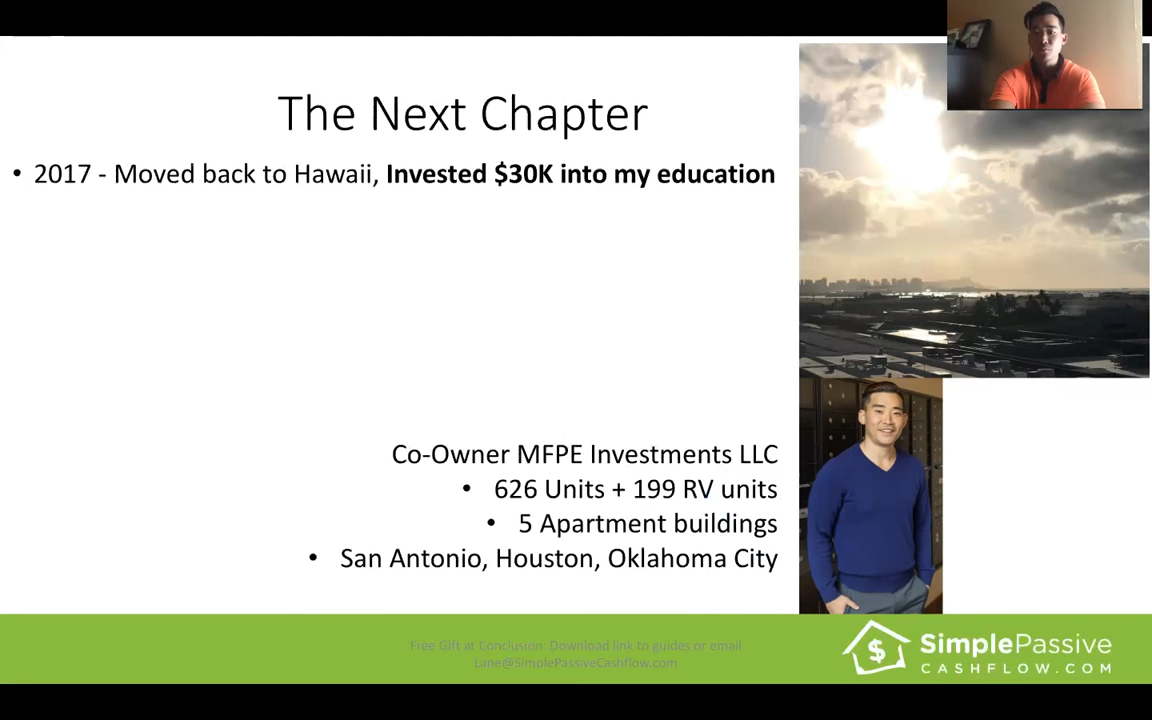 The Next Chapter
• 2017 - Moved back to Hawaii, Invested $30K into my education
Co-Owner MFPE Investments LLC
• 626 Units + 199 RV units
• 5 Apartment buildings
• San Antonio, Houston, Oklahoma City
Free Gift at Conclusion: Download link to guides or email
Lane@SimplePassiveCashflow.com
$
SimplePassive
CASHFLOW.COM